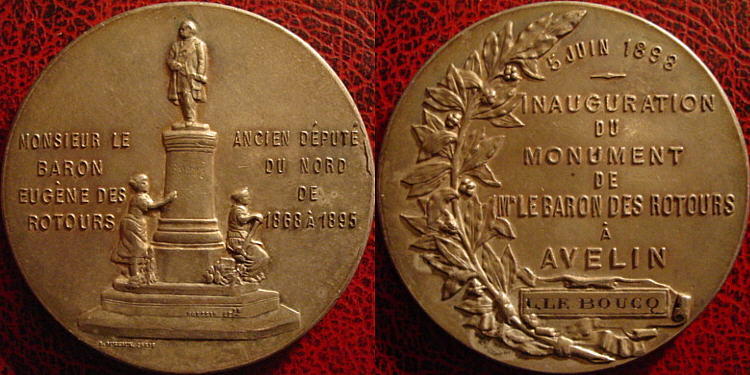 MONSIEUR LE
BARON
EUGÈNE DES
ROTOURS
ANCIEN DÉPUTÉ
DU NORD
DE
1868 À 1895
5 JUIN 1898
INAUGURATION
DU
MONUMENT
DE
MR LE BARON DES ROTOURS
À
AVELIN
L. LE BOUCQ